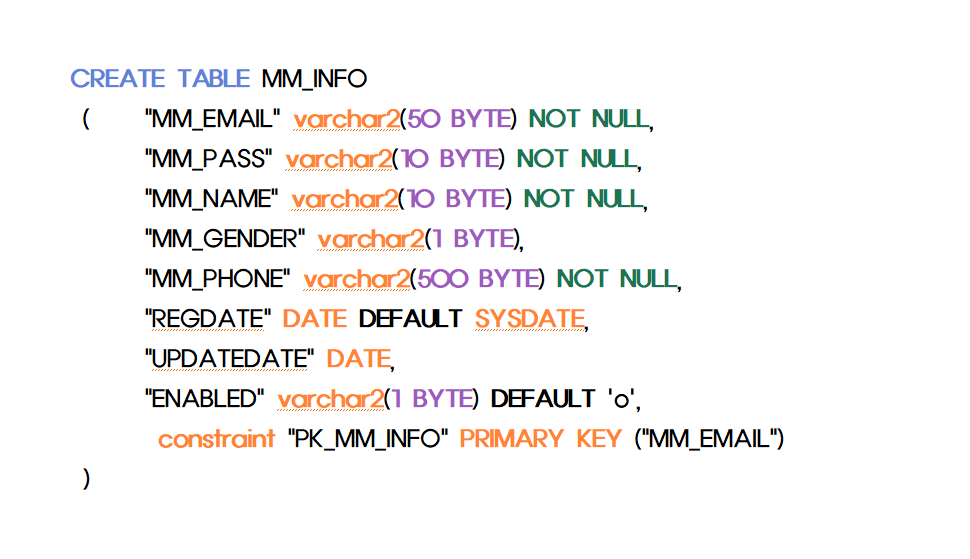 CREATE TABLE MM_INFO
( "MM_EMAIL" varchar2(50 BYTE) NOT NULL,
"MM_PASS" varchar2(10 BYTE) NOT NULL,
"MM_NAME" varchar2(10 BYTE) NOT NULL,
"MM_GENDER" varchar2(1 BYTE),
"MM_PHONE" varchar2(500 BYTE) NOT NULL,
"REGDATE" DATE DEFAULT SYSDATE,
"UPDATEDATE" DATE,
"ENABLED" varchar2(1 BYTE) DEFAULT 'o',
constraint "PK_MM_INFO" PRIMARY KEY ("MM_EMAIL")
)